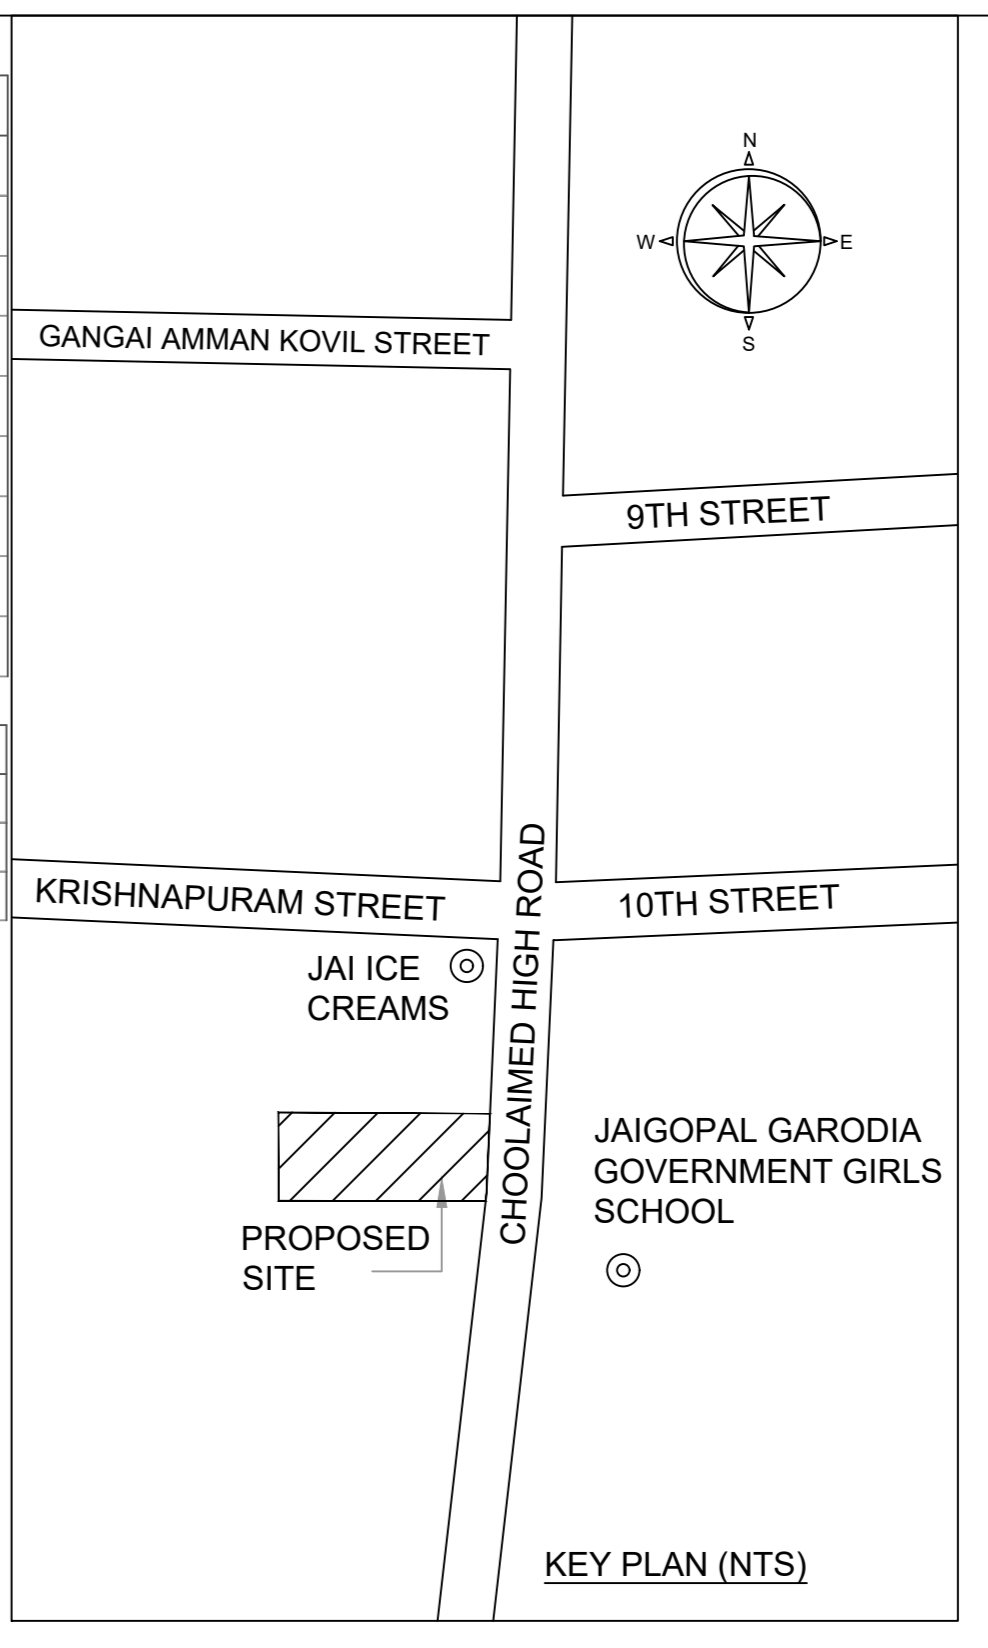 N
W
E
S
GANGAI AMMAN KOVIL STREET
9TH STREET
CHOOLAIMED HIGH ROAD
KRISHNAPURAM STREET
10TH STREET
JAI ICE
CREAMS
JAIGOPAL GARODIA
GOVERNMENT GIRLS
SCHOOL
PROPOSED
SITE
KEY PLAN (NTS)